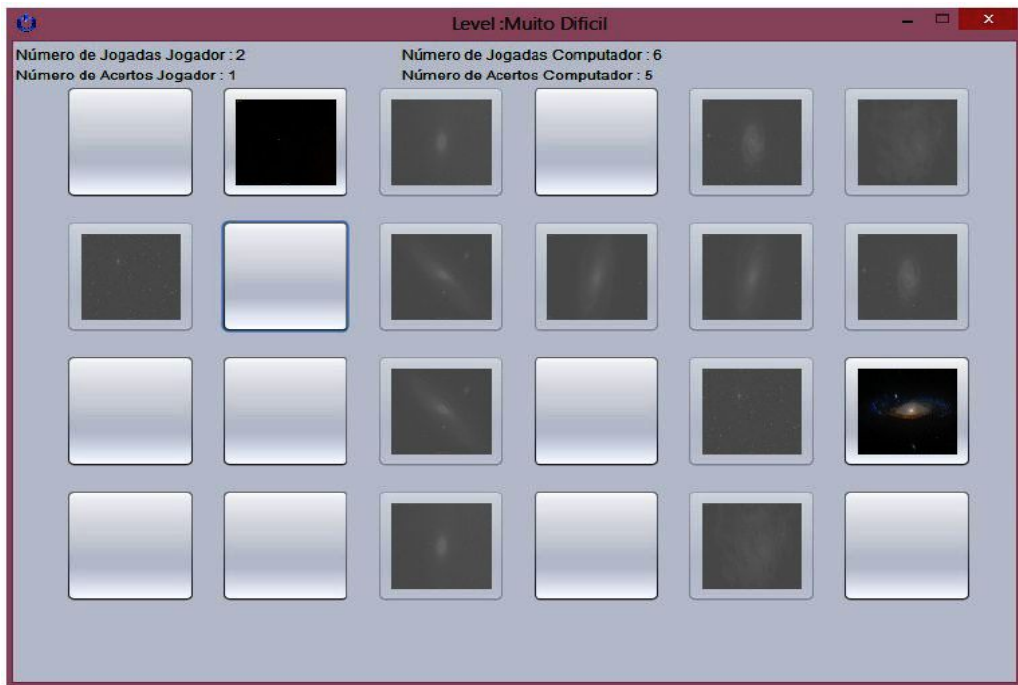 Level :Muito Dificil
Número de Jogadas Jogador : 2
Número de Acertos Jogador : 1
Número de Jogadas Computador : 6
Número de Acertos Computador : 5